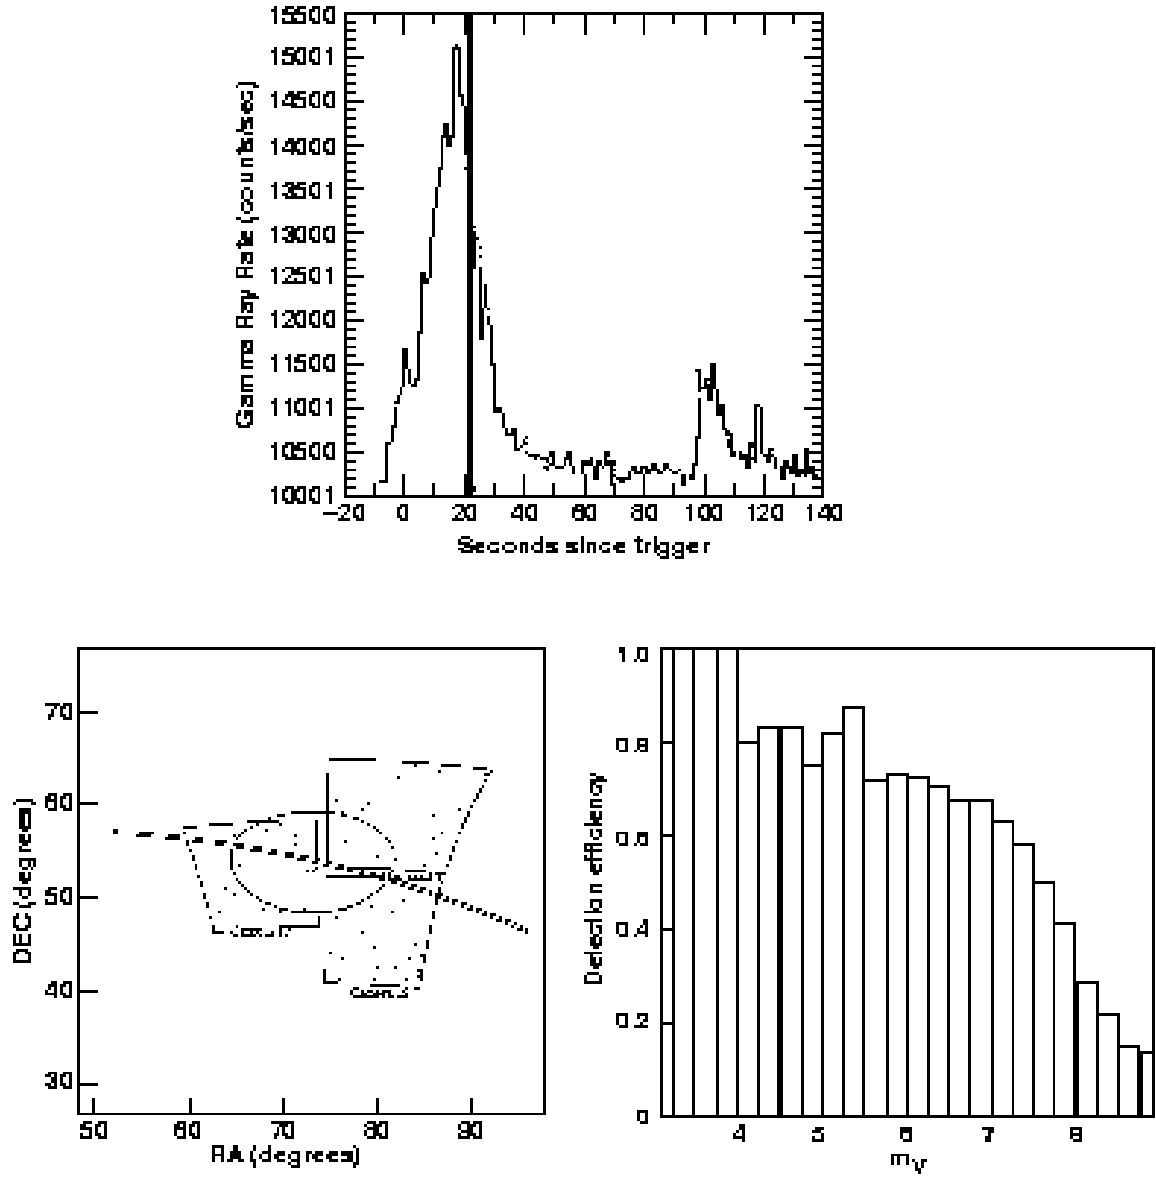 15500
15001
14500
14000
13501
13000
12501
12000
11500
11001
10500
10001
Gamma Ray Rate (counts/sec)
-20 0 20 40 60 80 100 120 140
Seconds since trigger
70
60
50
40
30
DEC (degrees)
50 60 70 80 90
RA (degrees)
1.0
0.8
0.6
0.4
0.2
0
Detection efficiency
4 5 6 7 8
mV